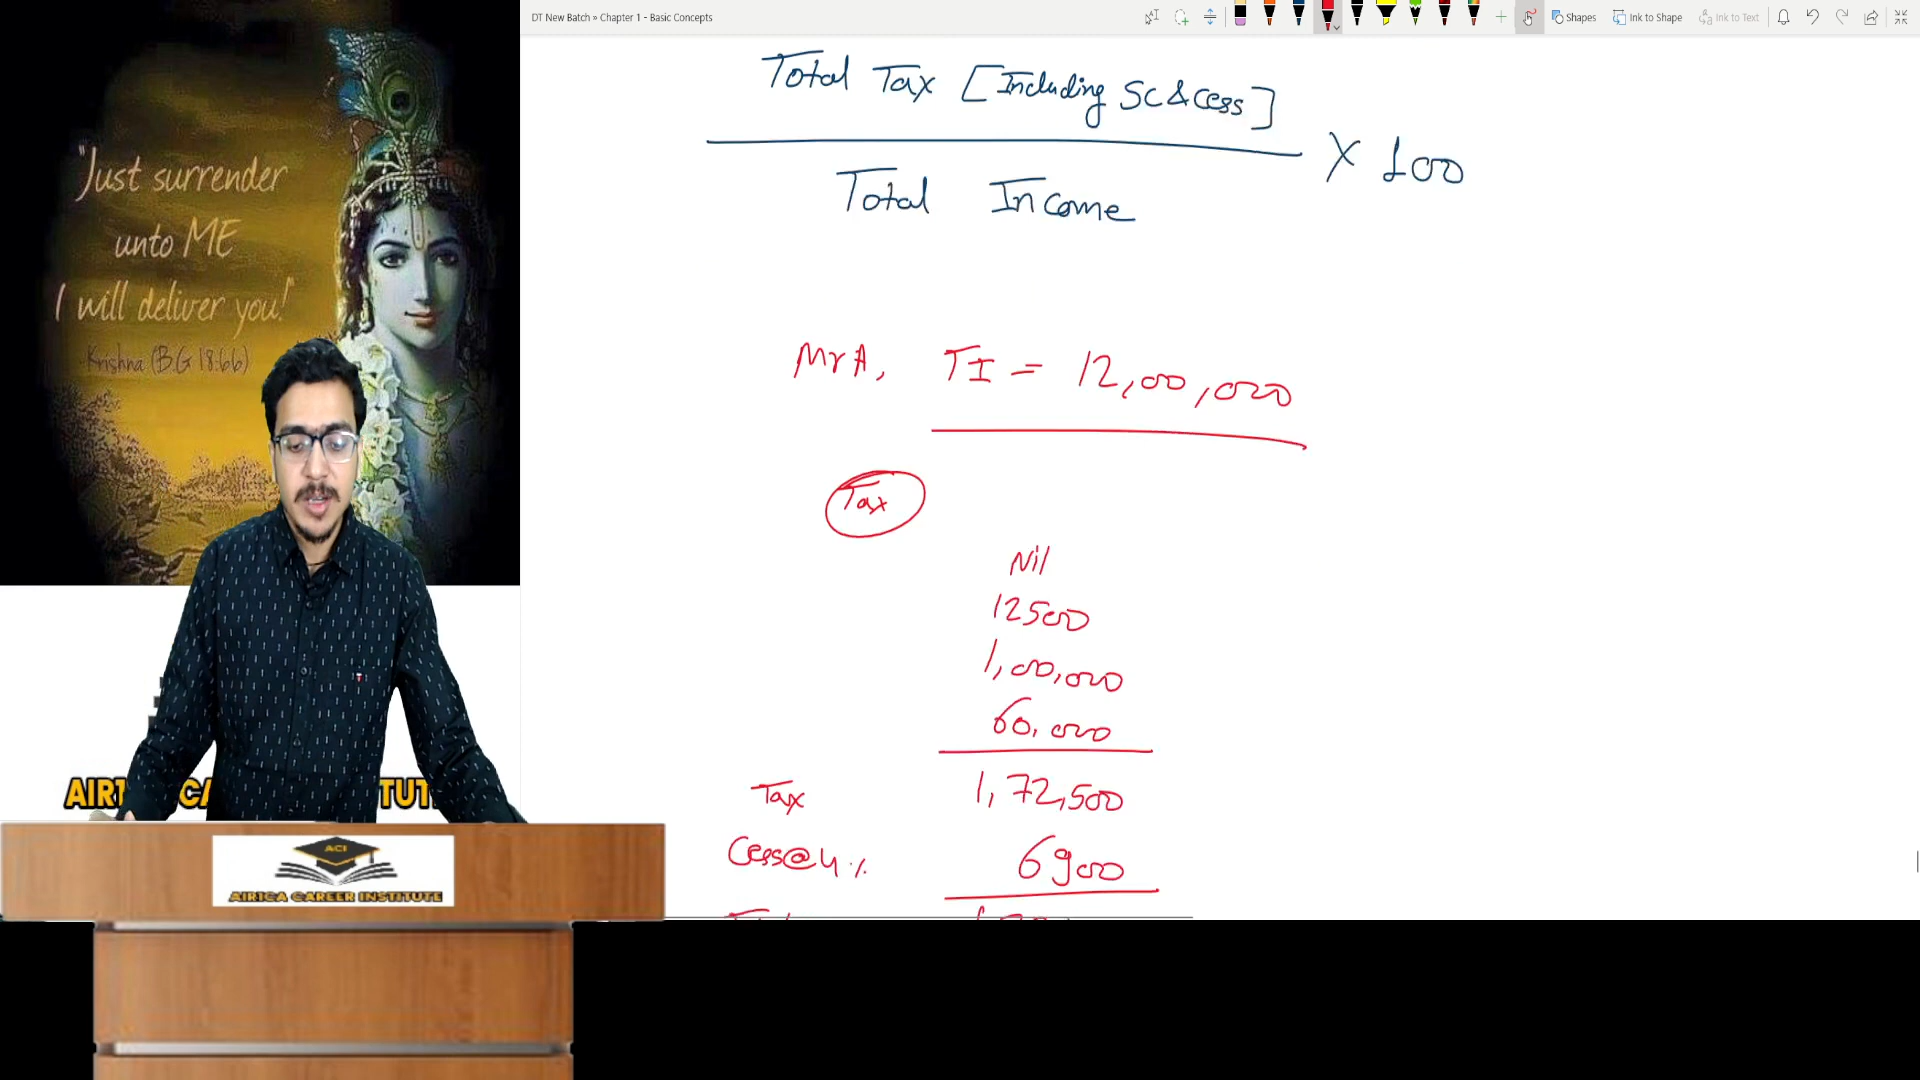 DT New Batch » Chapter 1 - Basic Concepts
Shapes
Ink to Shape
Ink to Text
Total Tax [Including SC & Cess]
Total Income
X 100
"Just surrender
unto ME
I will deliver you!"
- Krishna (B.G 18:66)
Mr A, TI = 12,00,000
Tax
Nil
12500
1,00,000
60,000
Tax 1,72,500
Cess@4% 6900
ACI
AIRICA CAREER INSTITUTE